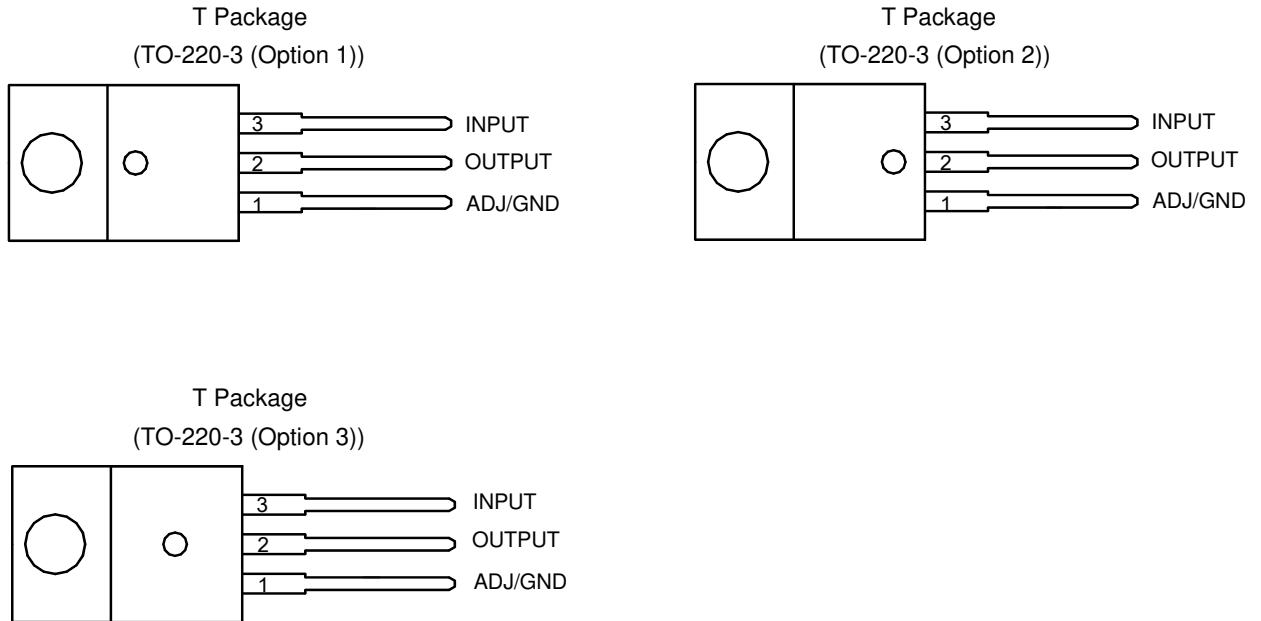 T Package
(TO-220-3 (Option 1))
3 INPUT
2 OUTPUT
1 ADJ/GND
T Package
(TO-220-3 (Option 2))
3 INPUT
2 OUTPUT
1 ADJ/GND
T Package
(TO-220-3 (Option 3))
3 INPUT
2 OUTPUT
1 ADJ/GND